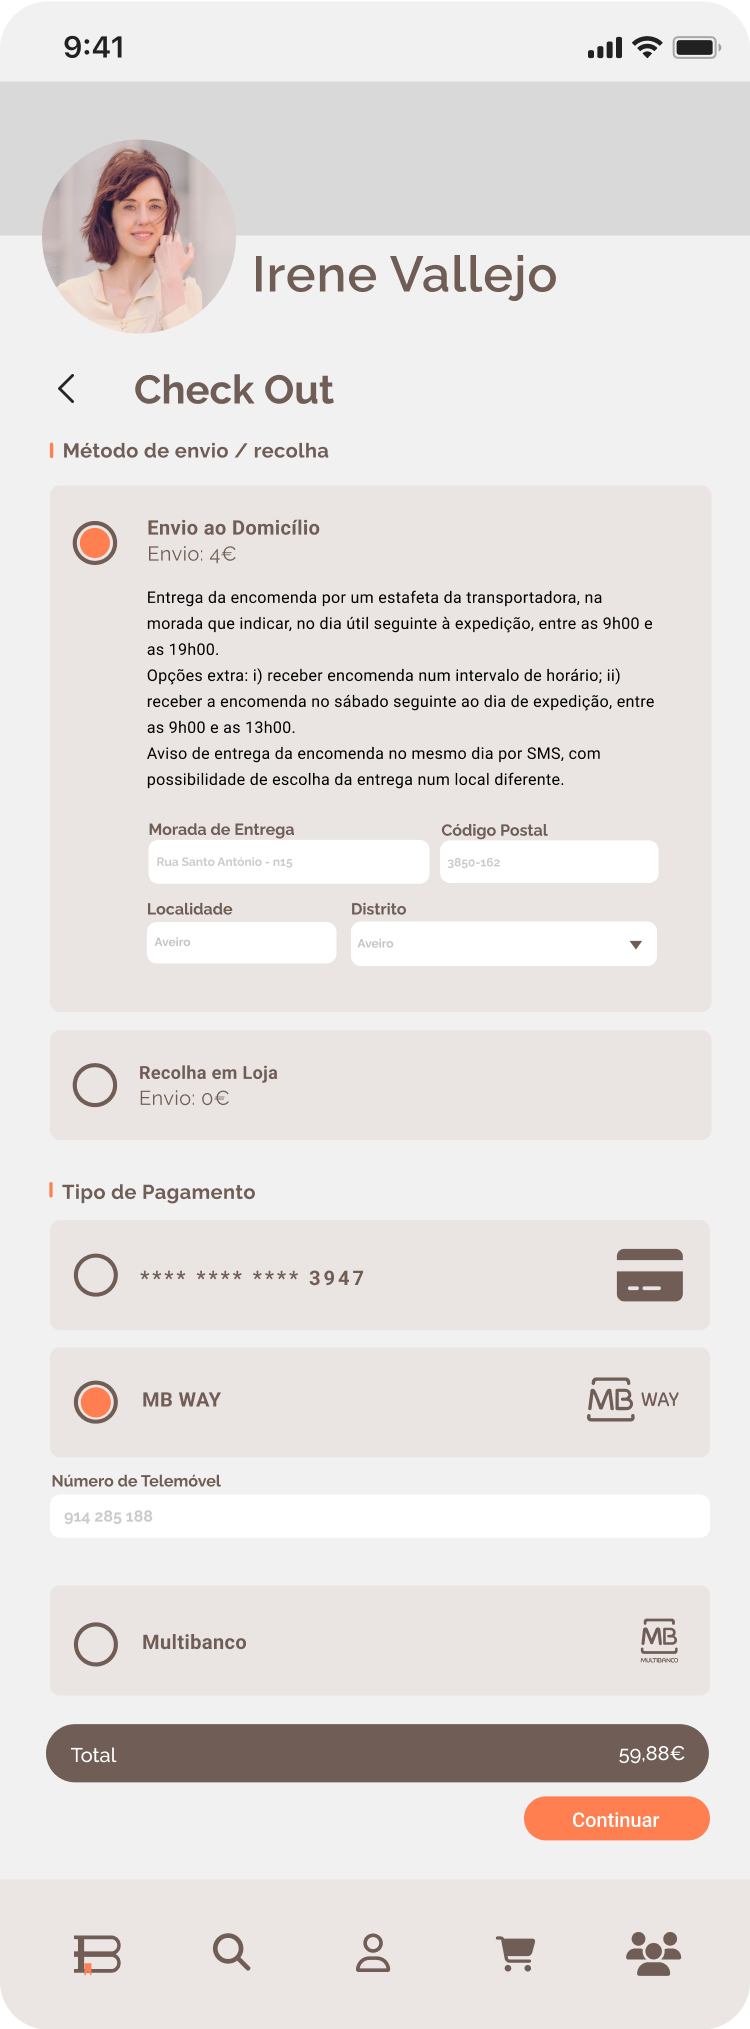 9:41
Irene Vallejo
Check Out
Método de envio / recolha
Envio ao Domicílio
Envio: 4€
Entrega da encomenda por um estafeta da transportadora, na
morada que indicar, no dia útil seguinte à expedição, entre as 9h00 e
as 19h00.
Opções extra: i) receber encomenda num intervalo de horário; ii)
receber a encomenda no sábado seguinte ao dia de expedição, entre
as 9h00 e as 13h00.
Aviso de entrega da encomenda no mesmo dia por SMS, com
possibilidade de escolha da entrega num local diferente.
Morada de Entrega Código Postal
Rua Santo António - n15 3850-162
Localidade Distrito
Aveiro Aveiro
Recolha em Loja
Envio: 0€
Tipo de Pagamento
**** **** **** 3947
MB WAY MB WAY
Número de Telemóvel
914 285 188
Multibanco MB
MULTIBANCO
Total 59,88€
Continuar